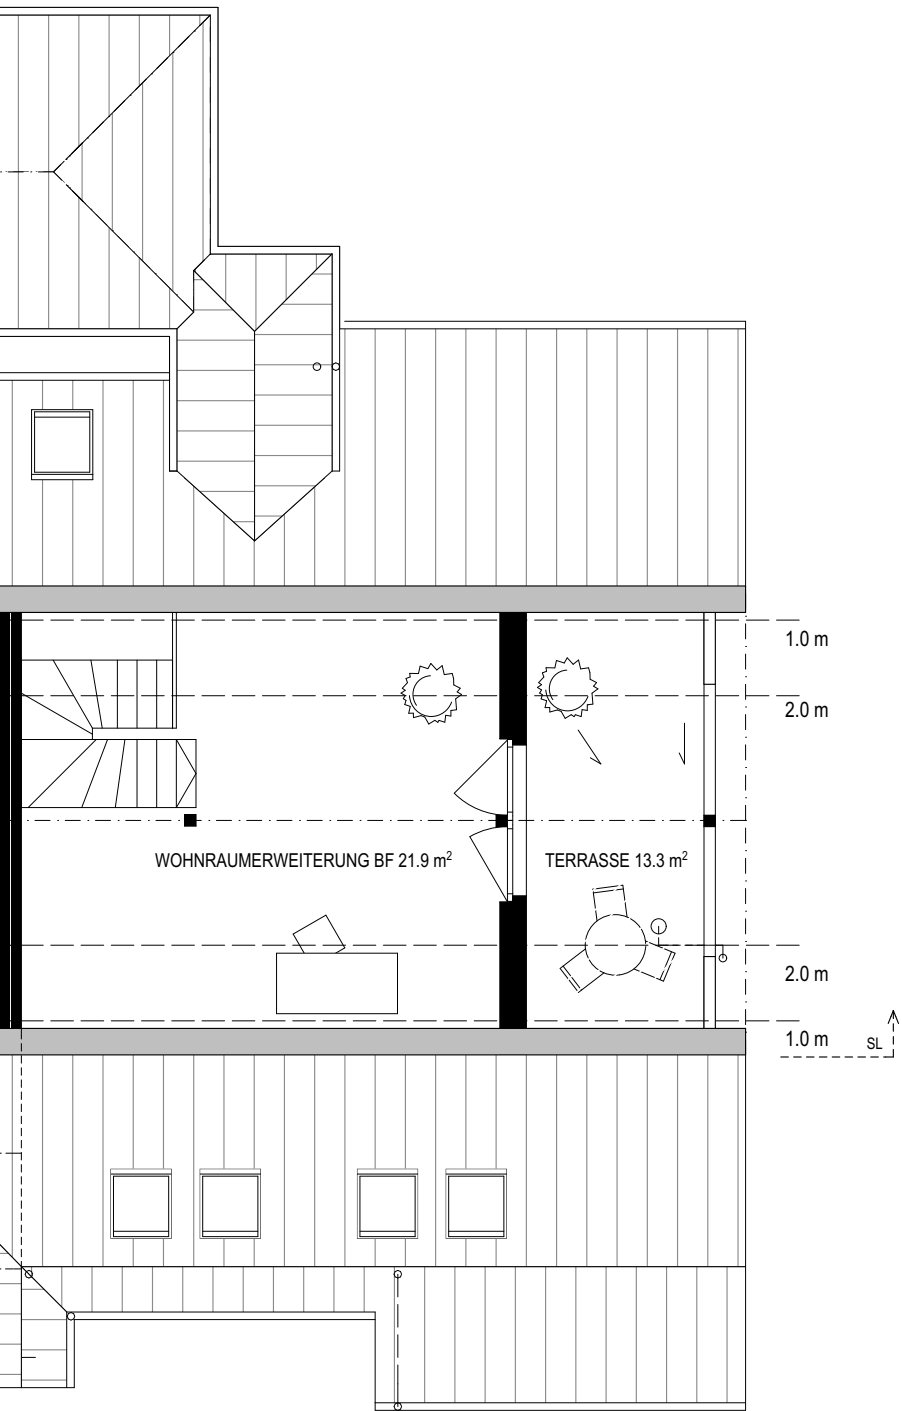 1.0 m
2.0 m
WOHNRAUMERWEITERUNG BF 21.9 m²
TERRASSE 13.3 m²
2.0 m
1.0 m
SL